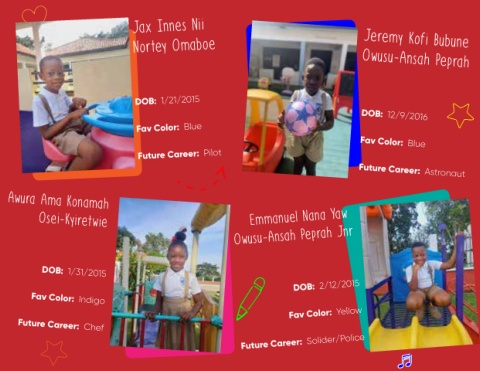 Jax Innes Nii
Nortey Omaboe
DOB: 1/21/2015
Fav Color: Blue
Future Career: Pilot
Jeremy Kofi Bubune
Owusu-Ansah Peprah
DOB: 12/9/2016
Fav Color: Blue
Future Career: Astronaut
Awura Ama Konamah
Osei-Kyiretwie
DOB: 1/31/2015
Fav Color: Indigo
Future Career: Chef
Emmanuel Nana Yaw
Owusu-Ansah Peprah Jnr
DOB: 2/12/2015
Fav Color: Yellow
Future Career: Solider/Police